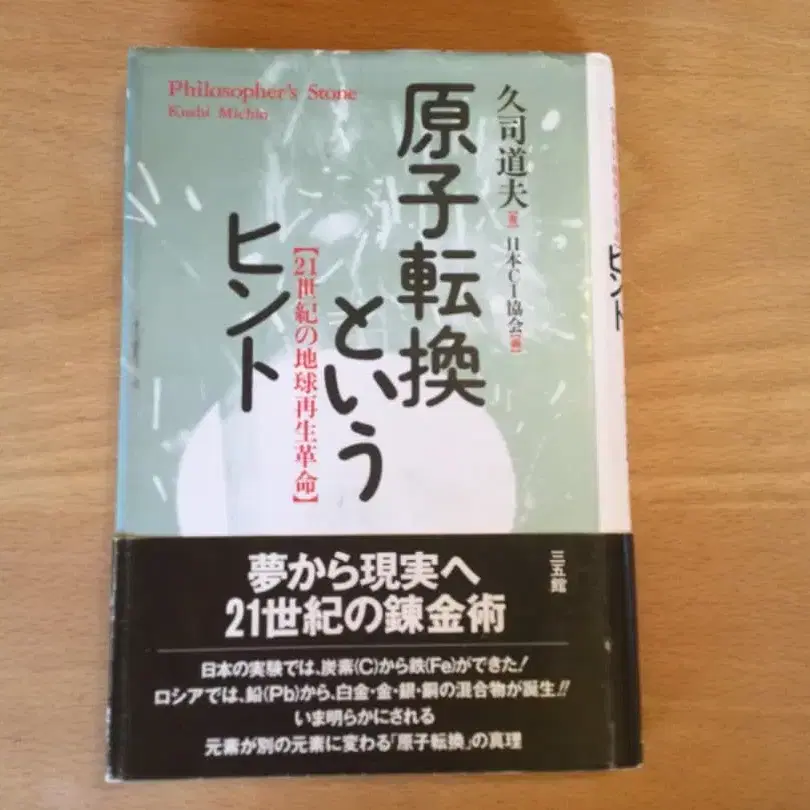 Philosopher's Stone
Kushi Michio
久司道夫[著]日本CI協会[編]
原子転換
という
ヒント
【21世紀の地球再生革命】
ヒント
三五館
夢から現実へ
21世紀の錬金術
日本の実験では、炭素(C)から鉄(Fe)ができた!
ロシアでは、鉛(Pb)から、白金・金・銀・銅の混合物が誕生!!
いま明らかにされる
元素が別の元素に変わる「原子転換」の真理